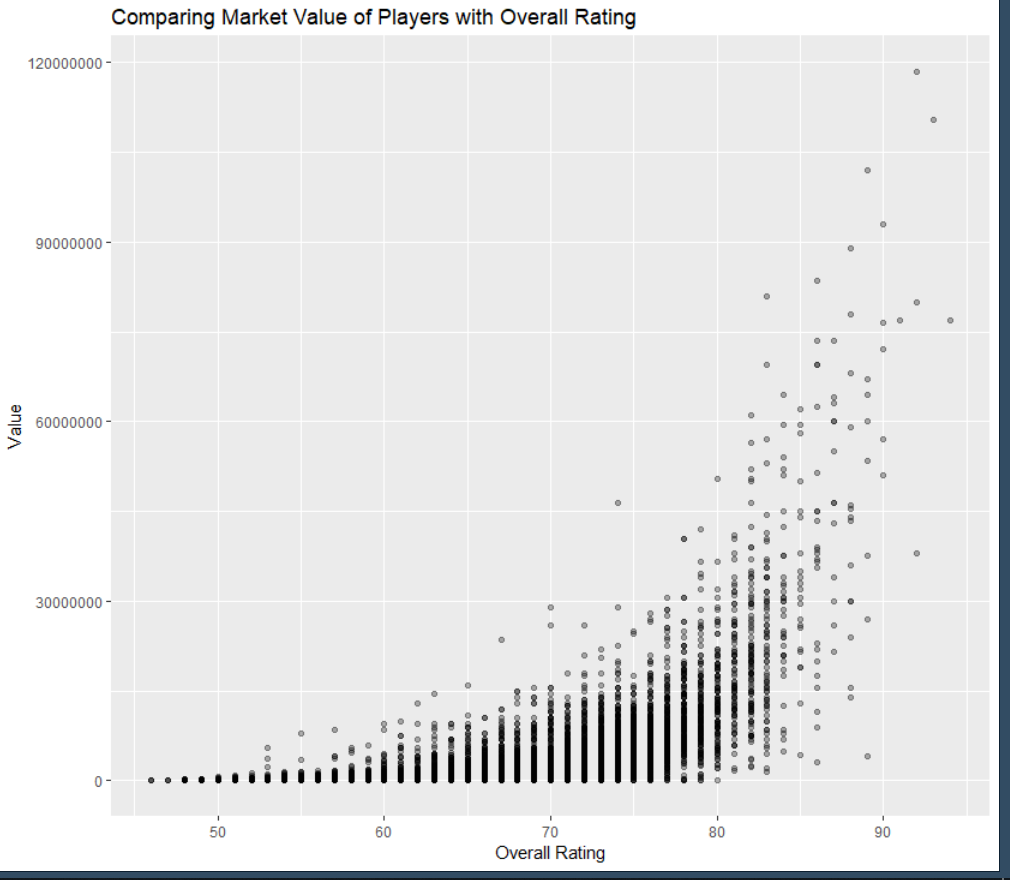 Comparing Market Value of Players with Overall Rating
120000000
90000000
60000000
30000000
0
Value
50 60 70 80 90
Overall Rating